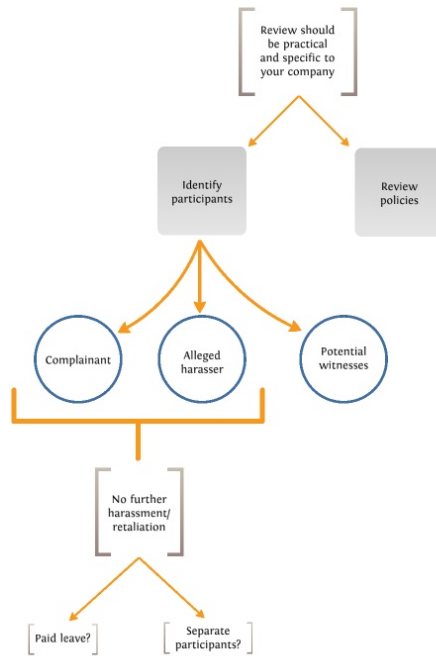 Review should
be practical
and specific to
your company
Identify
participants
Review
policies
Complainant
Alleged
harasser
Potential
witnesses
No further
harassment/
retaliation
Paid leave?
Separate
participants?